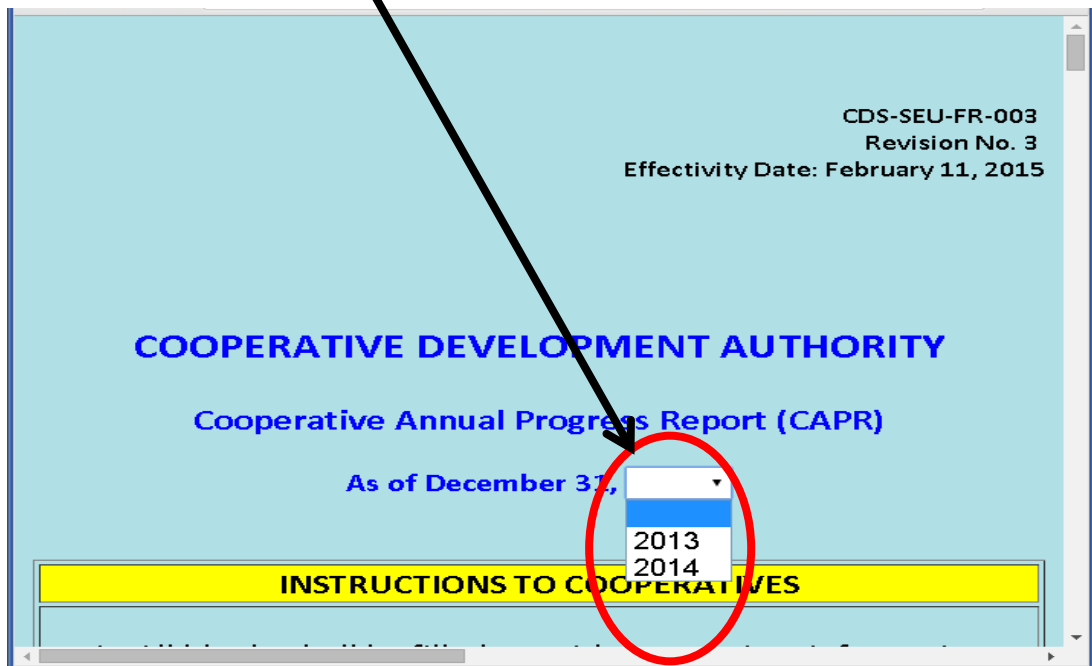 CDS-SEU-FR-003
Revision No. 3
Effectivity Date: February 11, 2015
COOPERATIVE DEVELOPMENT AUTHORITY
Cooperative Annual Progress Report (CAPR)
As of December 31,
2013
2014
INSTRUCTIONS TO COOPERATIVES